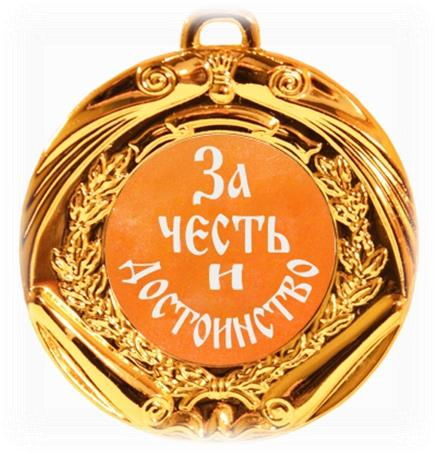 За
честь
и
достоинство